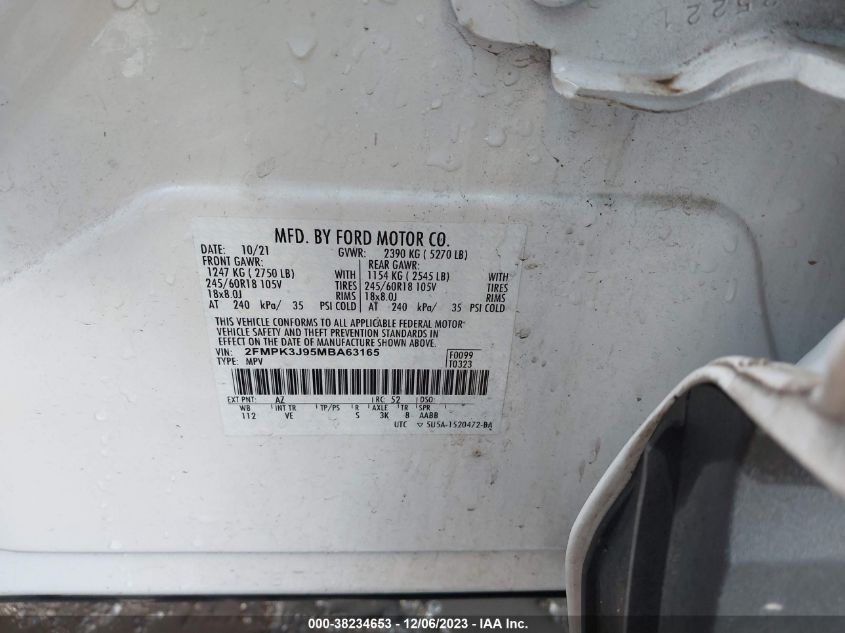 25221
MFD. BY FORD MOTOR CO.
DATE: 10/21 GVWR: 2390 KG ( 5270 LB)
FRONT GAWR: REAR GAWR:
1247 KG ( 2750 LB) WITH 1154 KG ( 2545 LB) WITH
245/60R18 105V TIRES 245/60R18 105V TIRES
18x8.0J RIMS 18x8.0J RIMS
AT 240 kPa/ 35 PSI COLD AT 240 kPa/ 35 PSI COLD
THIS VEHICLE CONFORMS TO ALL APPLICABLE FEDERAL MOTOR
VEHICLE SAFETY AND THEFT PREVENTION STANDARDS IN
EFFECT ON THE DATE OF MANUFACTURE SHOWN ABOVE.
VIN: 2FMPK3J95MBA63165 F0099
TYPE: MPV T0323
EXT PNT: AZ RC: 52 DSO:
WB INT TR TP/PS R AXLE TR SPR
112 VE S 3K 8 AABB
UTC ▽ 5U5A-1520472-BA
000-38234653 - 12/06/2023 - IAA Inc.